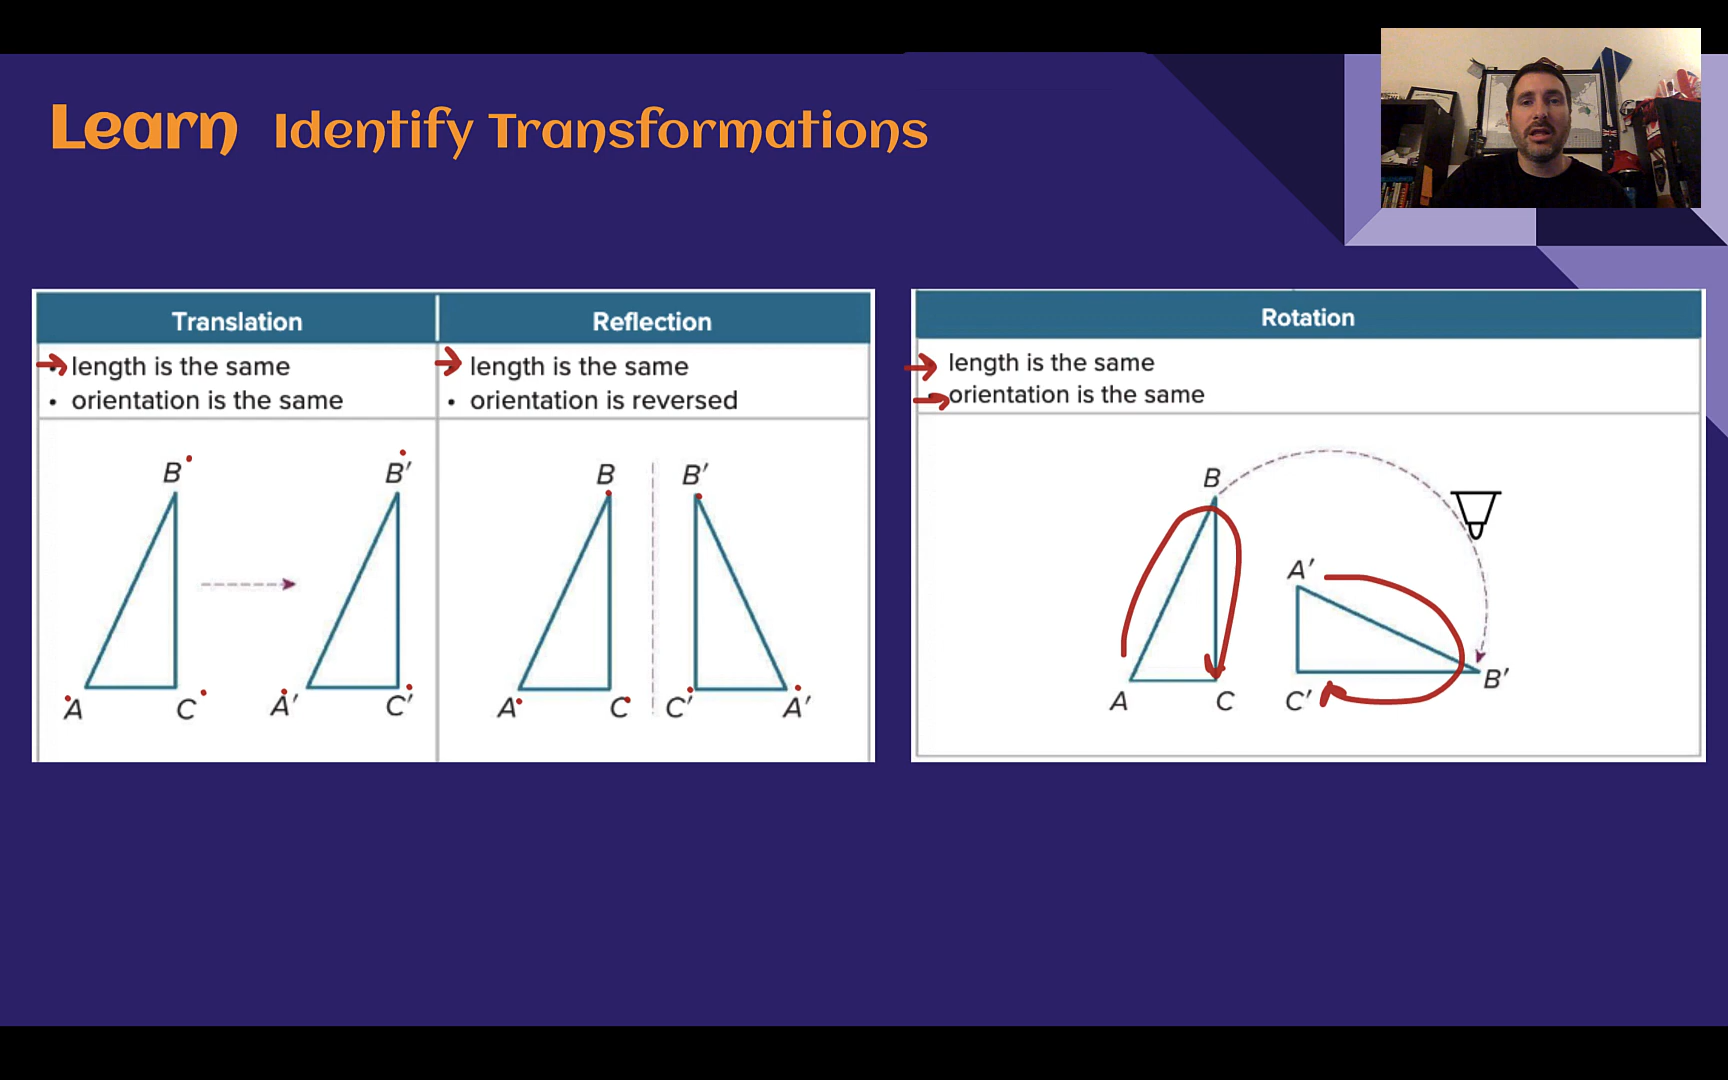 Learn Identify Transformations
Translation
Reflection
• length is the same
• orientation is the same
• length is the same
• orientation is reversed
B
B′
A
C
A′
C′
B
B′
A
C
C′
A′
Rotation
• length is the same
• orientation is the same
B
A′
B′
A
C
C′